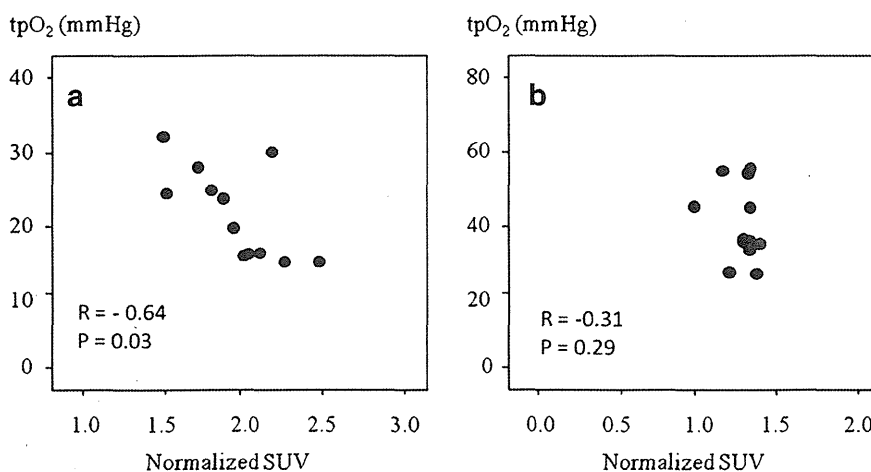 tpO₂ (mmHg)
40
a
30
20
10
R = - 0.64
P = 0.03
0
1.0 1.5 2.0 2.5 3.0
Normalized SUV
tpO₂ (mmHg)
80
b
60
40
20
R = -0.31
P = 0.29
0
0.0 0.5 1.0 1.5 2.0
Normalized SUV